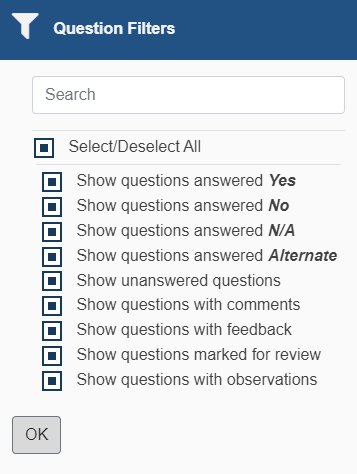 Question Filters
Search
Select/Deselect All
Show questions answered Yes
Show questions answered No
Show questions answered N/A
Show questions answered Alternate
Show unanswered questions
Show questions with comments
Show questions with feedback
Show questions marked for review
Show questions with observations
OK